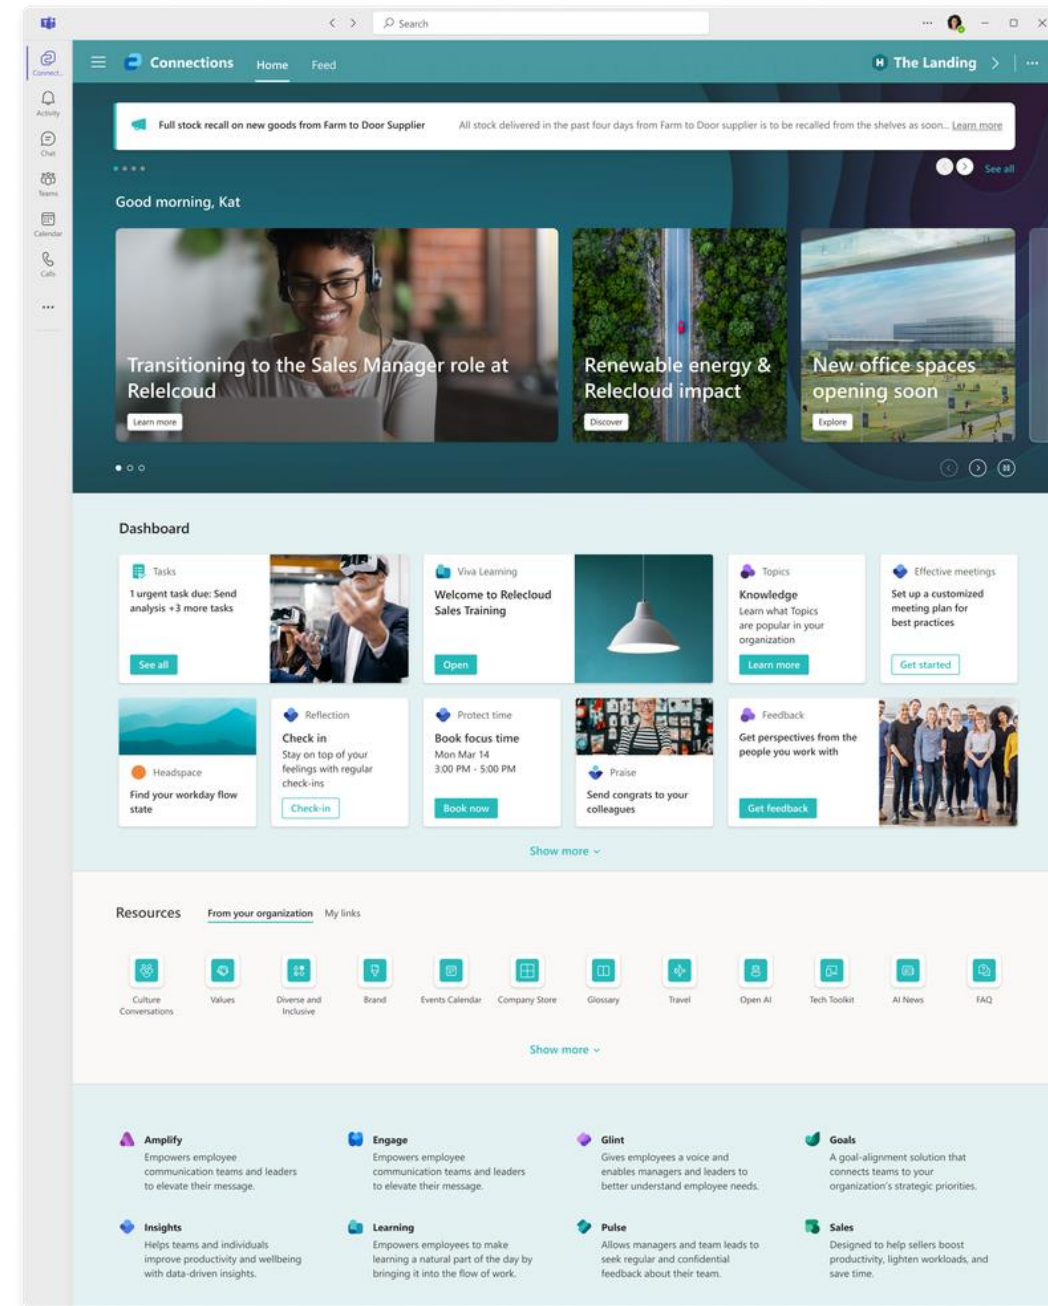 Search
Connect..
Activity
Chat
Teams
Calendar
Calls
Connections
Home
Feed
H
The Landing
Full stock recall on new goods from Farm to Door Supplier
All stock delivered in the past four days from Farm to Door supplier is to be recalled from the shelves as soon... Learn more
See all
Good morning, Kat
Transitioning to the Sales Manager role at
Relelcoud
Learn more
Renewable energy &
Relecloud impact
Discover
New office spaces
opening soon
Explore
Dashboard
Tasks
1 urgent task due: Send
analysis +3 more tasks
See all
Viva Learning
Welcome to Relecloud
Sales Training
Open
Topics
Knowledge
Learn what Topics
are popular in your
organization
Learn more
Effective meetings
Set up a customized
meeting plan for
best practices
Get started
Headspace
Find your workday flow
state
Reflection
Check in
Stay on top of your
feelings with regular
check-ins
Check-in
Protect time
Book focus time
Mon Mar 14
3:00 PM - 5:00 PM
Book now
Praise
Send congrats to your
colleagues
Feedback
Get perspectives from the
people you work with
Get feedback
Show more
Resources
From your organization
My links
Culture
Conversations
Values
Diverse and
Inclusive
Brand
Events Calendar
Company Store
Glossary
Travel
Open AI
Tech Toolkit
AI News
FAQ
Show more
Amplify
Empowers employee
communication teams and leaders
to elevate their message.
Engage
Empowers employee
communication teams and leaders
to elevate their message.
Glint
Gives employees a voice and
enables managers and leaders to
better understand employee needs.
Goals
A goal-alignment solution that
connects teams to your
organization's strategic priorities.
Insights
Helps teams and individuals
improve productivity and wellbeing
with data-driven insights.
Learning
Empowers employees to make
learning a natural part of the day by
bringing it into the flow of work.
Pulse
Allows managers and team leads to
seek regular and confidential
feedback about their team.
Sales
Designed to help sellers boost
productivity, lighten workloads, and
save time.